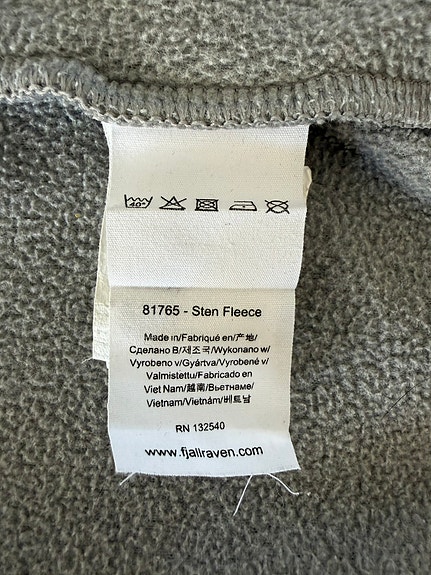 40°
81765 - Sten Fleece
Made in/Fabriqué en/产地/
Сделано В/제조국/Wykonano w/
Vyrobeno v/Gyártva/Vyrobené v/
Valmistettu/Fabricado en
Viet Nam/越南/Вьетнаме/
Vietnam/Vietnám/베트남
RN 132540
www.fjallraven.com